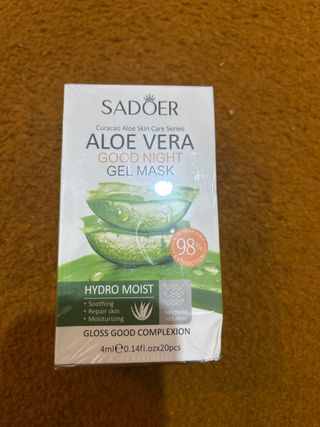 SADOER
Curacao Aloe Skin Care Series
ALOE VERA
GOOD NIGHT
GEL MASK
98%
EXTRACTION
HYDRO MOIST
• Soothing
• Repair skin
• Moisturizing
GLOSS GOOD COMPLEXION
4ml℮0.14fl.ozx20pcs